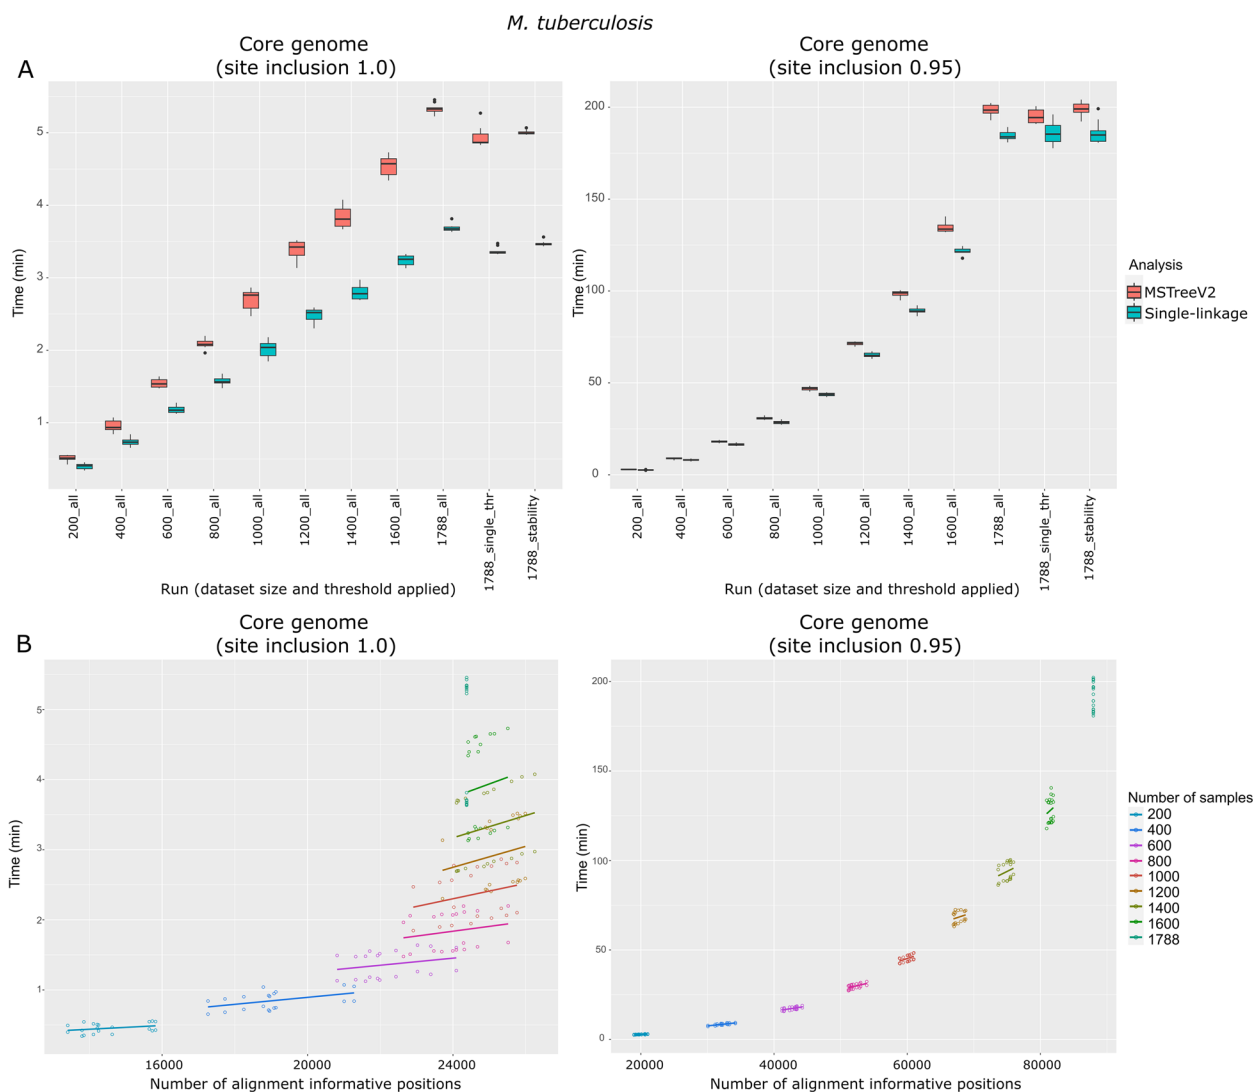 M. tuberculosis
A
Core genome
(site inclusion 1.0)
Time (min)
5
4
3
2
1
200_all
400_all
600_all
800_all
1000_all
1200_all
1400_all
1600_all
1788_all
1788_single_thr
1788_stability
Run (dataset size and threshold applied)
Core genome
(site inclusion 0.95)
Time (min)
200
150
100
50
0
200_all
400_all
600_all
800_all
1000_all
1200_all
1400_all
1600_all
1788_all
1788_single_thr
1788_stability
Run (dataset size and threshold applied)
Analysis
MSTreeV2
Single-linkage
B
Core genome
(site inclusion 1.0)
Time (min)
5
4
3
2
1
16000
20000
24000
Number of alignment informative positions
Core genome
(site inclusion 0.95)
Time (min)
200
150
100
50
0
20000
40000
60000
80000
Number of alignment informative positions
Number of samples
200
400
600
800
1000
1200
1400
1600
1788